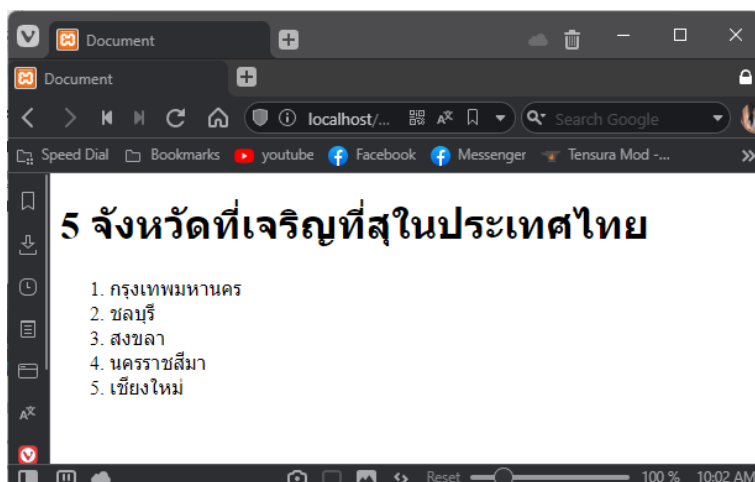 Document
Document
localhost/...
Search Google
Speed Dial Bookmarks youtube Facebook Messenger Tensura Mod -...
5 จังหวัดที่เจริญที่สุในประเทศไทย
1. กรุงเทพมหานคร
2. ชลบุรี
3. สงขลา
4. นครราชสีมา
5. เชียงใหม่
Reset 100 % 10:02 AM